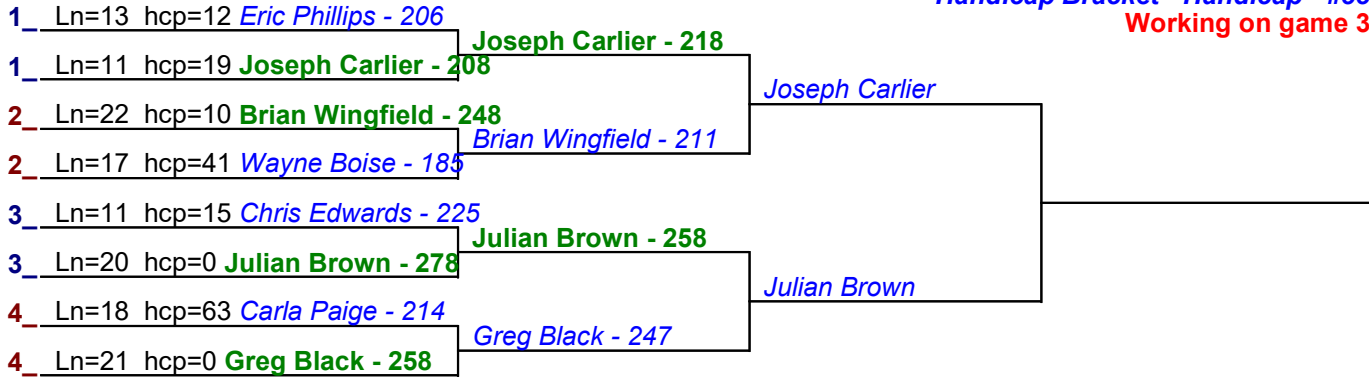 Handicap Bracket - Handicap - #
Working on game 3
1_ Ln=13 hcp=12 Eric Phillips - 206
Joseph Carlier - 218
1_ Ln=11 hcp=19 Joseph Carlier - 208
Joseph Carlier
2_ Ln=22 hcp=10 Brian Wingfield - 248
Brian Wingfield - 211
2_ Ln=17 hcp=41 Wayne Boise - 185
3_ Ln=11 hcp=15 Chris Edwards - 225
Julian Brown - 258
3_ Ln=20 hcp=0 Julian Brown - 278
Julian Brown
4_ Ln=18 hcp=63 Carla Paige - 214
Greg Black - 247
4_ Ln=21 hcp=0 Greg Black - 258